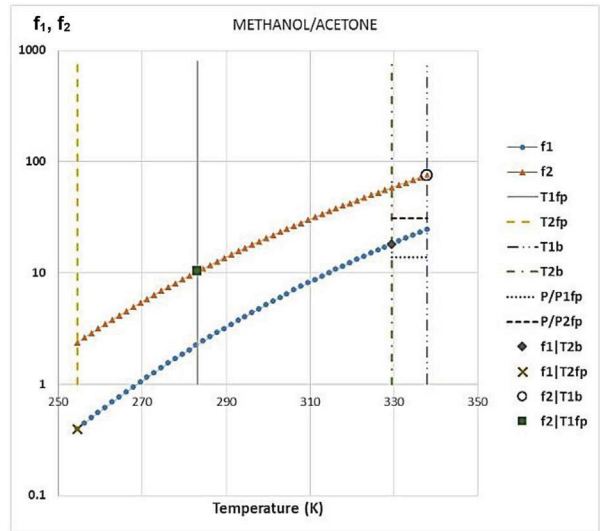 f₁, f₂
METHANOL/ACETONE
1000
100
10
1
0.1
250
270
290
310
330
350
Temperature (K)
f1
f2
T1fp
T2fp
T1b
T2b
P/P1fp
P/P2fp
f1|T2b
f1|T2fp
f2|T1b
f2|T1fp